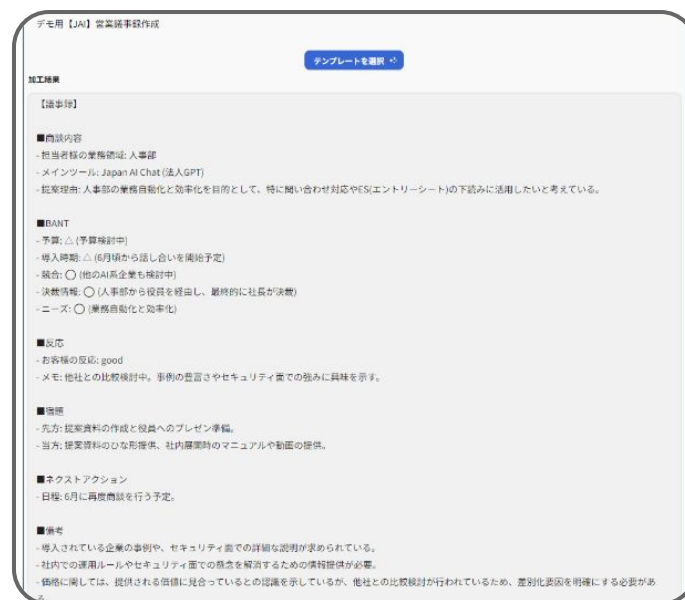 デモ用【JAI】営業議事録作成
テンプレートを選択
加工結果
【議事録】
■商談内容
- 担当者様の業務領域: 人事部
- メインツール: Japan AI Chat (法人GPT)
- 提案理由: 人事部の業務自動化と効率化を目的として、特に問い合わせ対応やES(エントリーシート)の下読みに活用したいと考えている。
■BANT
- 予算: △ (予算検討中)
- 導入時期: △ (6月頃から話し合いを開始予定)
- 競合: ◯ (他のAI系企業も検討中)
- 決裁情報: ◯ (人事部から役員を経由し、最終的に社長が決裁)
- ニーズ: ◯ (業務自動化と効率化)
■反応
- お客様の反応: good
- メモ: 他社との比較検討中。事例の豊富さやセキュリティ面での強みに興味を示す。
■宿題
- 先方: 提案資料の作成と役員へのプレゼン準備。
- 当方: 提案資料のひな形提供、社内展開時のマニュアルや動画の提供。
■ネクストアクション
- 日程: 6月に再度商談を行う予定。
■備考
- 導入されている企業の事例や、セキュリティ面での詳細な説明が求められている。
- 社内での運用ルールやセキュリティ面での懸念を解消するための情報提供が必要。
- 価格に関しては、提供される価値に見合っているとの認識を示しているが、他社との比較検討が行われているため、差別化要因を明確にする必要があ
る。